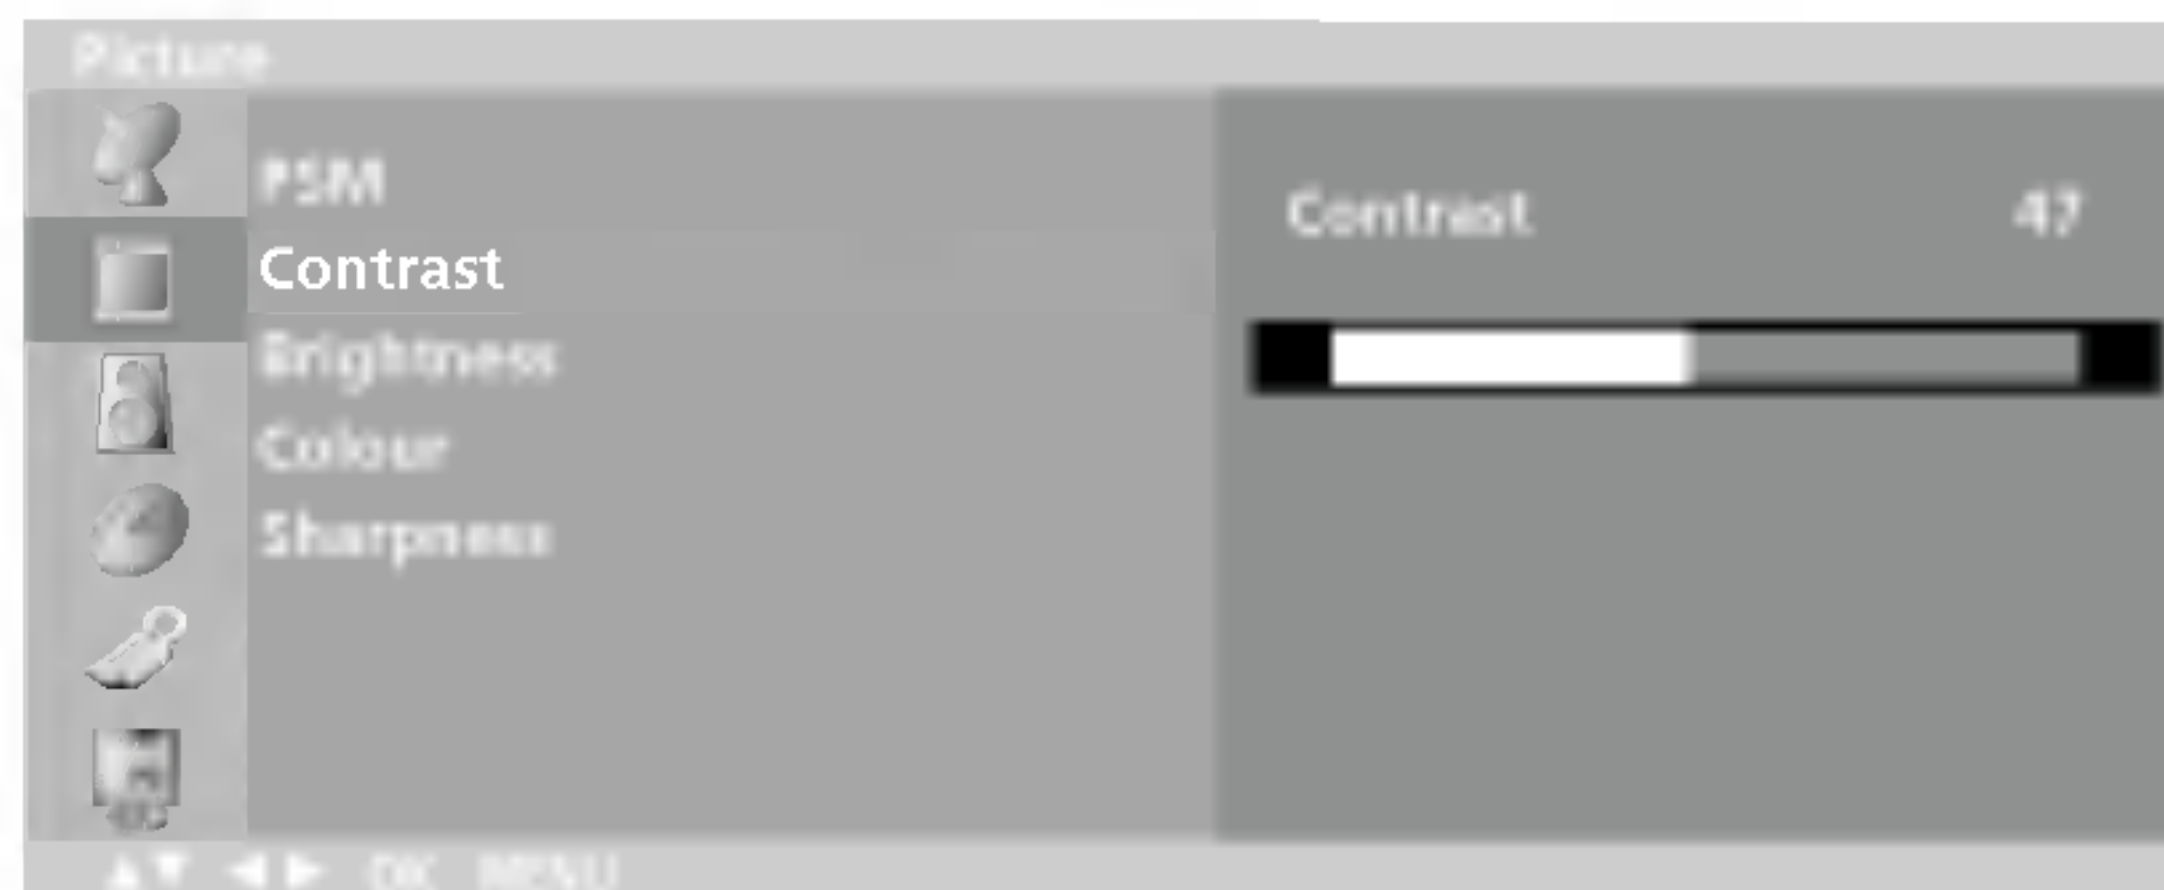 Picture
PSM
Contrast
Brightness
Colour
Sharpness
Contrast 47
▲▼ ◀ ▶ OK MENU